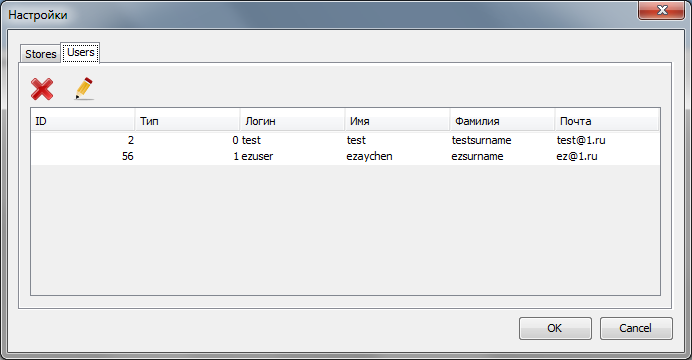 Настройки
Stores Users
ID Тип Логин Имя Фамилия Почта
2 0 test test testsurname test@1.ru
56 1 ezuser ezaychen ezsurname ez@1.ru
OK Cancel